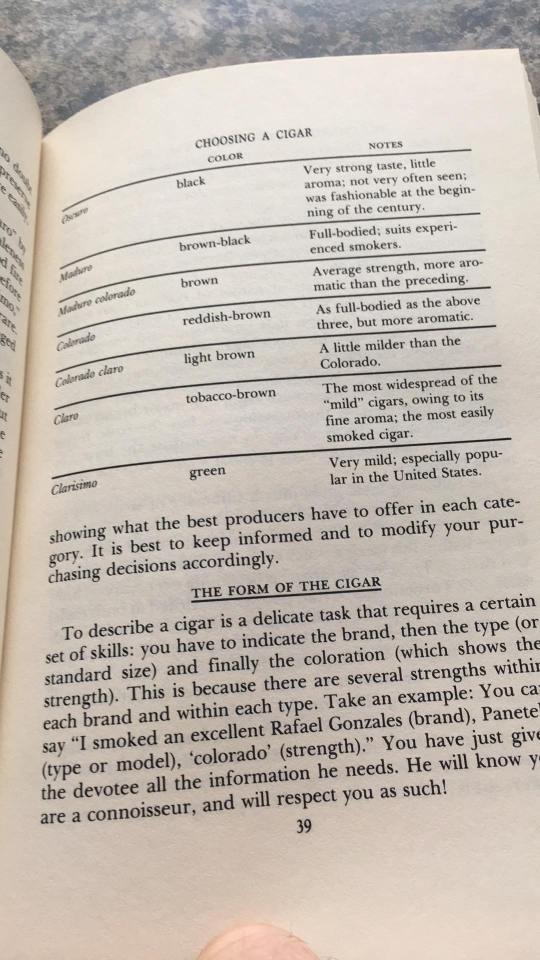 CHOOSING A CIGAR
COLOR NOTES
Oscuro black Very strong taste, little
aroma; not very often seen;
was fashionable at the begin-
ning of the century.
Maduro brown-black Full-bodied; suits experi-
enced smokers.
Maduro colorado brown Average strength, more aro-
matic than the preceding.
Colorado reddish-brown As full-bodied as the above
three, but more aromatic.
Colorado claro light brown A little milder than the
Colorado.
Claro tobacco-brown The most widespread of the
“mild” cigars, owing to its
fine aroma; the most easily
smoked cigar.
Clarisimo green Very mild; especially popu-
lar in the United States.
showing what the best producers have to offer in each cate-
gory. It is best to keep informed and to modify your pur-
chasing decisions accordingly.
THE FORM OF THE CIGAR
To describe a cigar is a delicate task that requires a certain
set of skills: you have to indicate the brand, then the type (or
standard size) and finally the coloration (which shows the
strength). This is because there are several strengths within
each brand and within each type. Take an example: You ca
say “I smoked an excellent Rafael Gonzales (brand), Panete
(type or model), ‘colorado’ (strength).” You have just give
the devotee all the information he needs. He will know y
are a connoisseur, and will respect you as such!
39